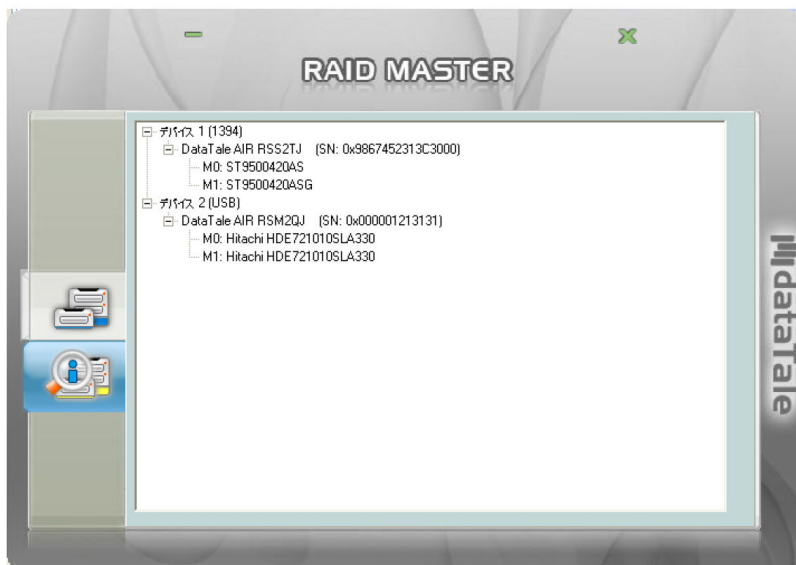 RAID MASTER
デバイス 1 (1394)
DataTale AIR RSS2TJ (SN: 0x9867452313C3000)
M0: ST9500420AS
M1: ST9500420ASG
デバイス 2 (USB)
DataTale AIR RSM2QJ (SN: 0x000001213131)
M0: Hitachi HDE721010SLA330
M1: Hitachi HDE721010SLA330
dataTale